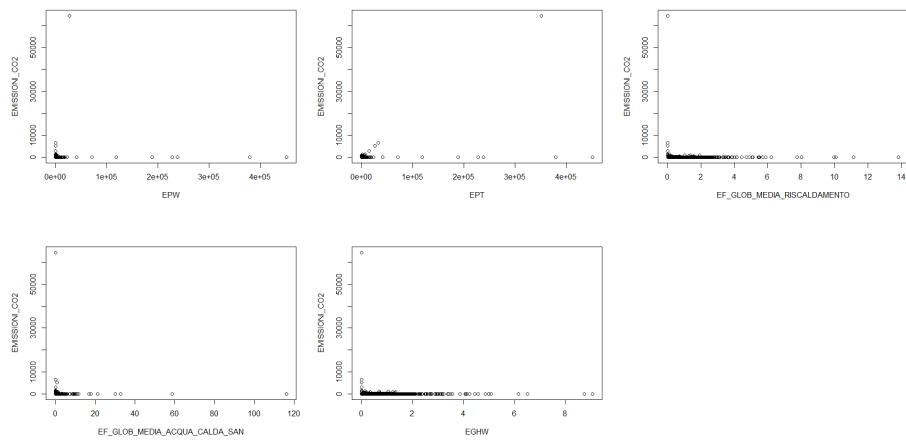 EMISSIONI_CO2
50000
30000
10000
0
0e+00 1e+05 2e+05 3e+05 4e+05
EPW
EMISSIONI_CO2
50000
30000
10000
0
0e+00 1e+05 2e+05 3e+05 4e+05
EPT
EMISSIONI_CO2
50000
30000
10000
0
0 2 4 6 8 10 12 14
EF_GLOB_MEDIA_RISCALDAMENTO
EMISSIONI_CO2
50000
30000
10000
0
0 20 40 60 80 100 120
EF_GLOB_MEDIA_ACQUA_CALDA_SAN
EMISSIONI_CO2
50000
30000
10000
0
0 2 4 6 8
EGHW